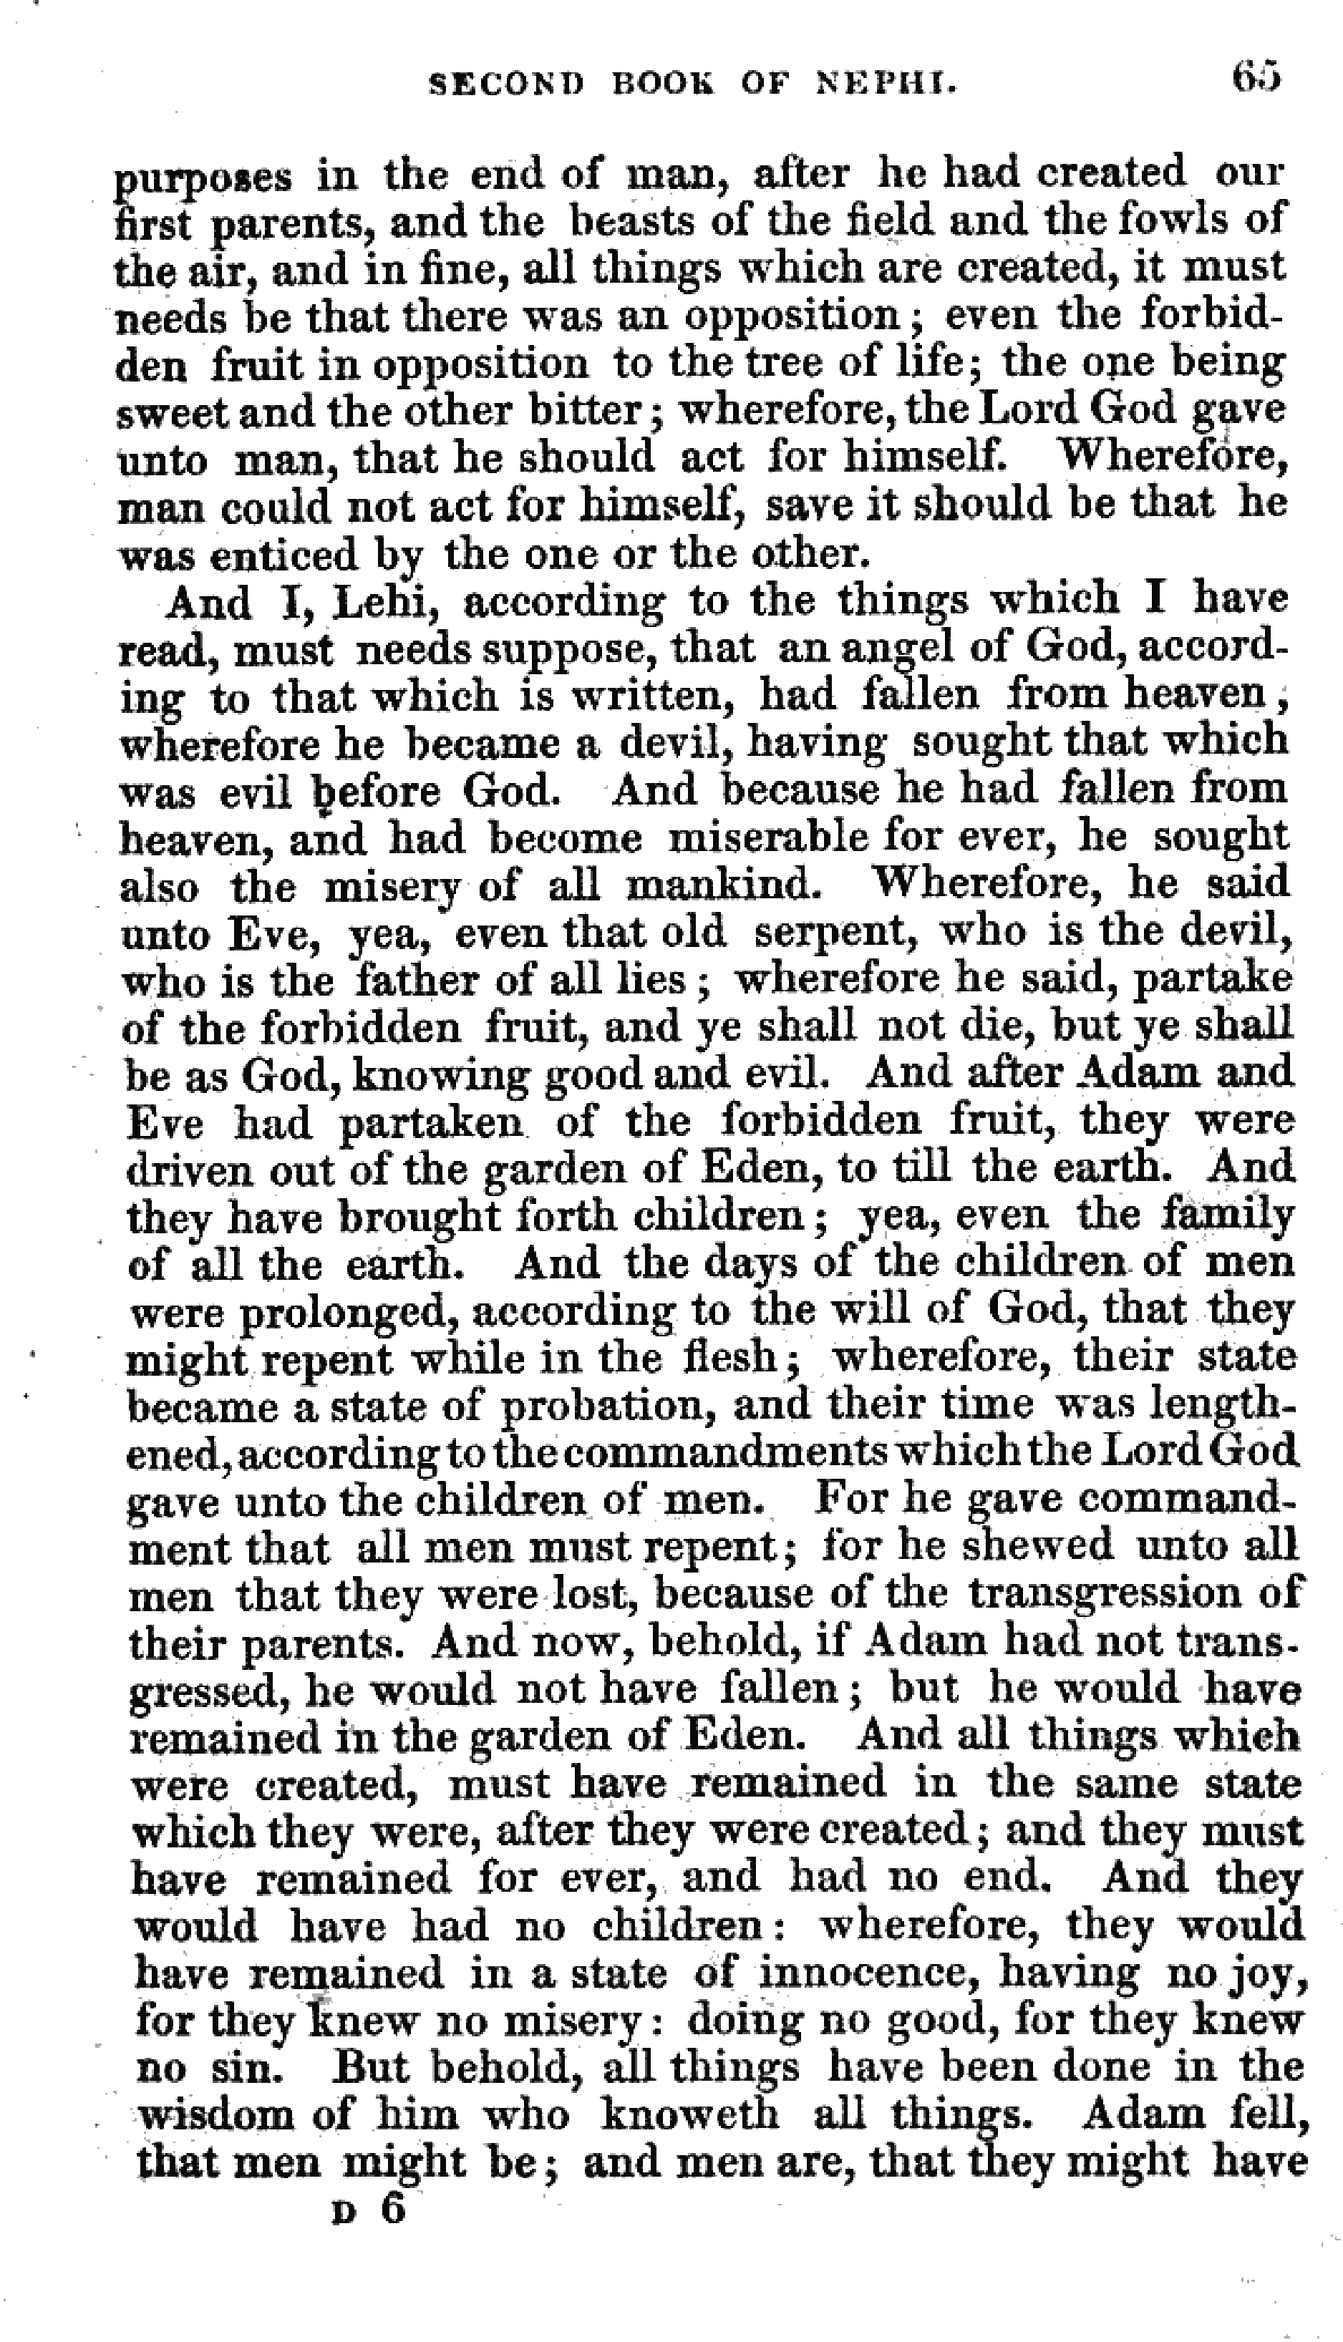 SECOND BOOK OF NEPHI. 65
purposes in the end of man, after he had created our
first parents, and the beasts of the field and the fowls of
the air, and in fine, all things which are created, it must
needs be that there was an opposition; even the forbid-
den fruit in opposition to the tree of life; the one being
sweet and the other bitter; wherefore, the Lord God gave
unto man, that he should act for himself. Wherefore,
man could not act for himself, save it should be that he
was enticed by the one or the other.
And I, Lehi, according to the things which I have
read, must needs suppose, that an angel of God, accord-
ing to that which is written, had fallen from heaven,
wherefore he became a devil, having sought that which
was evil before God. And because he had fallen from
heaven, and had become miserable for ever, he sought
also the misery of all mankind. Wherefore, he said
unto Eve, yea, even that old serpent, who is the devil,
who is the father of all lies; wherefore he said, partake
of the forbidden fruit, and ye shall not die, but ye shall
be as God, knowing good and evil. And after Adam and
Eve had partaken of the forbidden fruit, they were
driven out of the garden of Eden, to till the earth. And
they have brought forth children; yea, even the family
of all the earth. And the days of the children of men
were prolonged, according to the will of God, that they
might repent while in the flesh; wherefore, their state
became a state of probation, and their time was length-
ened, according to the commandments which the Lord God
gave unto the children of men. For he gave command-
ment that all men must repent; for he shewed unto all
men that they were lost, because of the transgression of
their parents. And now, behold, if Adam had not trans-
gressed, he would not have fallen; but he would have
remained in the garden of Eden. And all things which
were created, must have remained in the same state
which they were, after they were created; and they must
have remained for ever, and had no end. And they
would have had no children: wherefore, they would
have remained in a state of innocence, having no joy,
for they knew no misery: doing no good, for they knew
no sin. But behold, all things have been done in the
wisdom of him who knoweth all things. Adam fell,
that men might be; and men are, that they might have
D 6